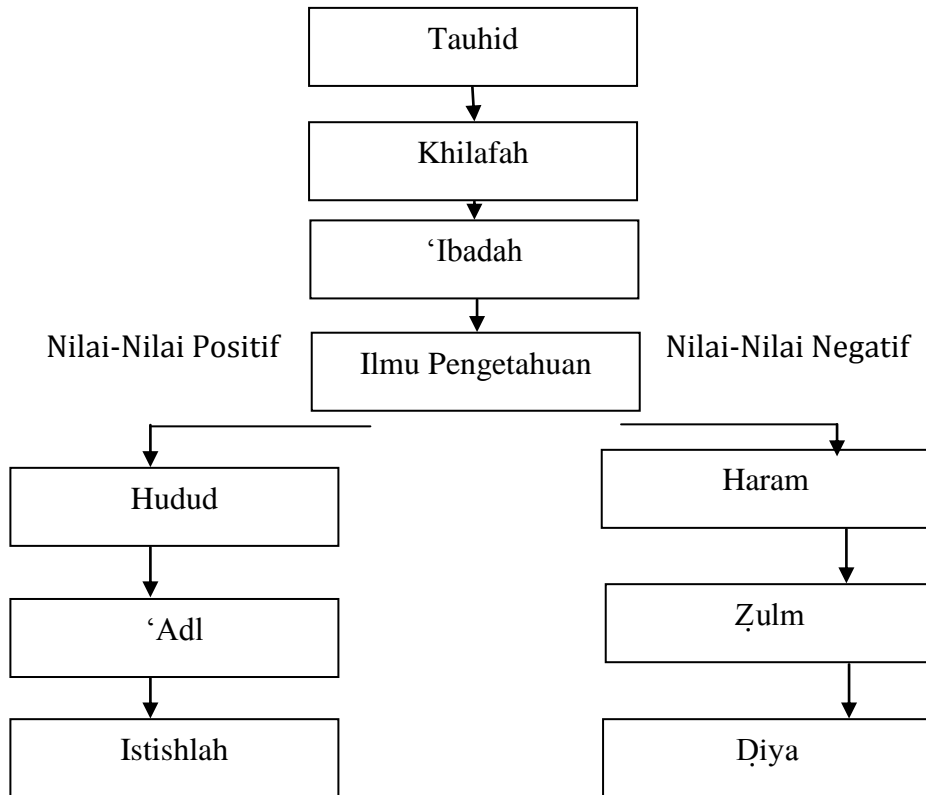 Tauhid
Khilafah
‘Ibadah
Nilai-Nilai Positif
Ilmu Pengetahuan
Nilai-Nilai Negatif
Hudud
Haram
‘Adl
Ẓulm
Istishlah
Ḍiya